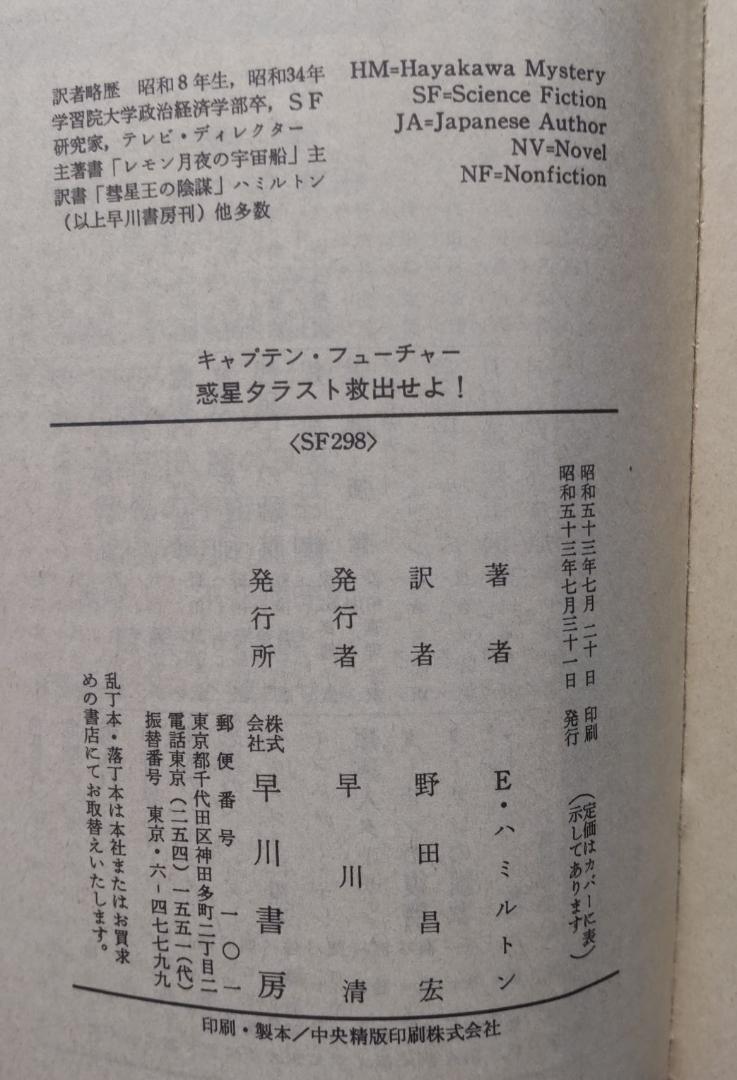 訳者略歴　昭和8年生，昭和34年
学習院大学政治経済学部卒，ＳＦ
研究家，テレビ・ディレクター
主著書「レモン月夜の宇宙船」主
訳書「彗星王の陰謀」ハミルトン
（以上早川書房刊）他多数
HM=Hayakawa Mystery
SF=Science Fiction
JA=Japanese Author
NV=Novel
NF=Nonfiction
キャプテン・フューチャー
惑星タラスト救出せよ！
〈SF298〉
昭和五十三年七月二十日　印刷
昭和五十三年七月三十一日　発行
（定価はカバーに表
示してあります）
著者　E・ハミルトン
訳者　野田昌宏
発行者　早川　清
発行所　株式会社　早川書房
郵便番号　一〇一
東京都千代田区神田多町二丁目二
電話東京（二五四）一五五一（代）
振替番号　東京・六－四七七九九
乱丁本・落丁本は本社またはお買求
めの書店にてお取替えいたします。
印刷・製本／中央精版印刷株式会社